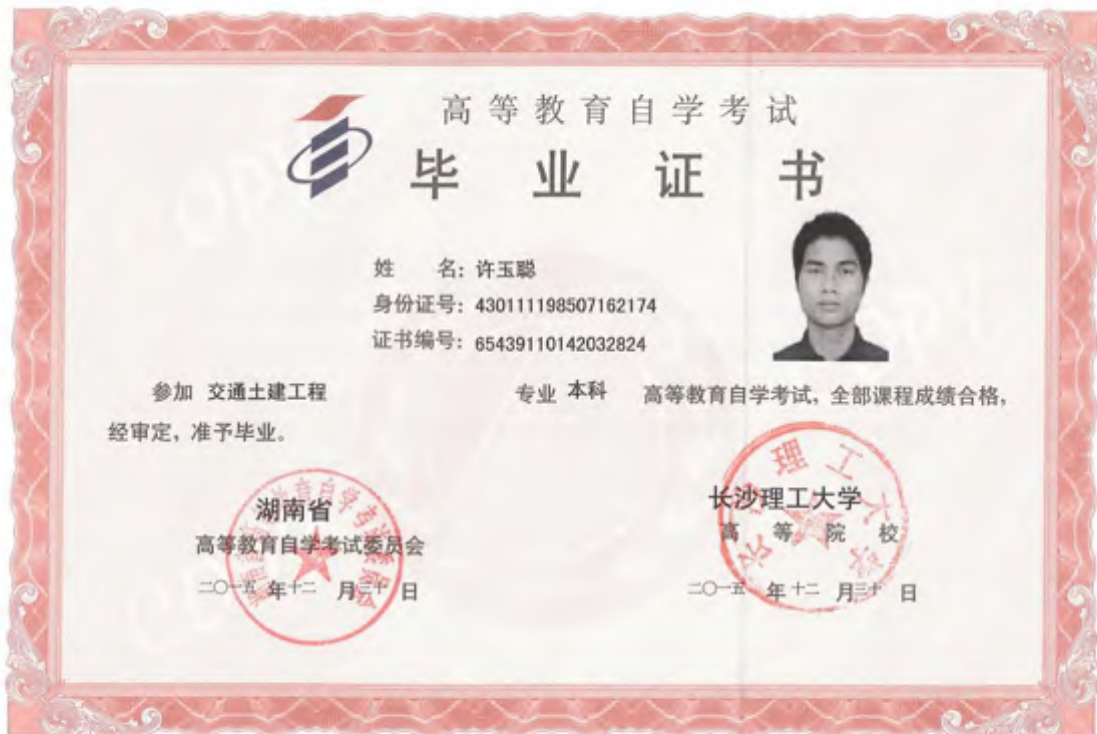 高等教育自学考试
毕业证书
姓 名：许玉聪
身份证号：430111198507162174
证书编号：65439110142032824
参加 交通土建工程 专业 本科 高等教育自学考试，全部课程成绩合格，
经审定，准予毕业。
湖南省
高等教育自学考试委员会
二〇一五 年 十二 月 三十 日
长沙理工大学
高等院校
二〇一五 年 十二 月 三十 日